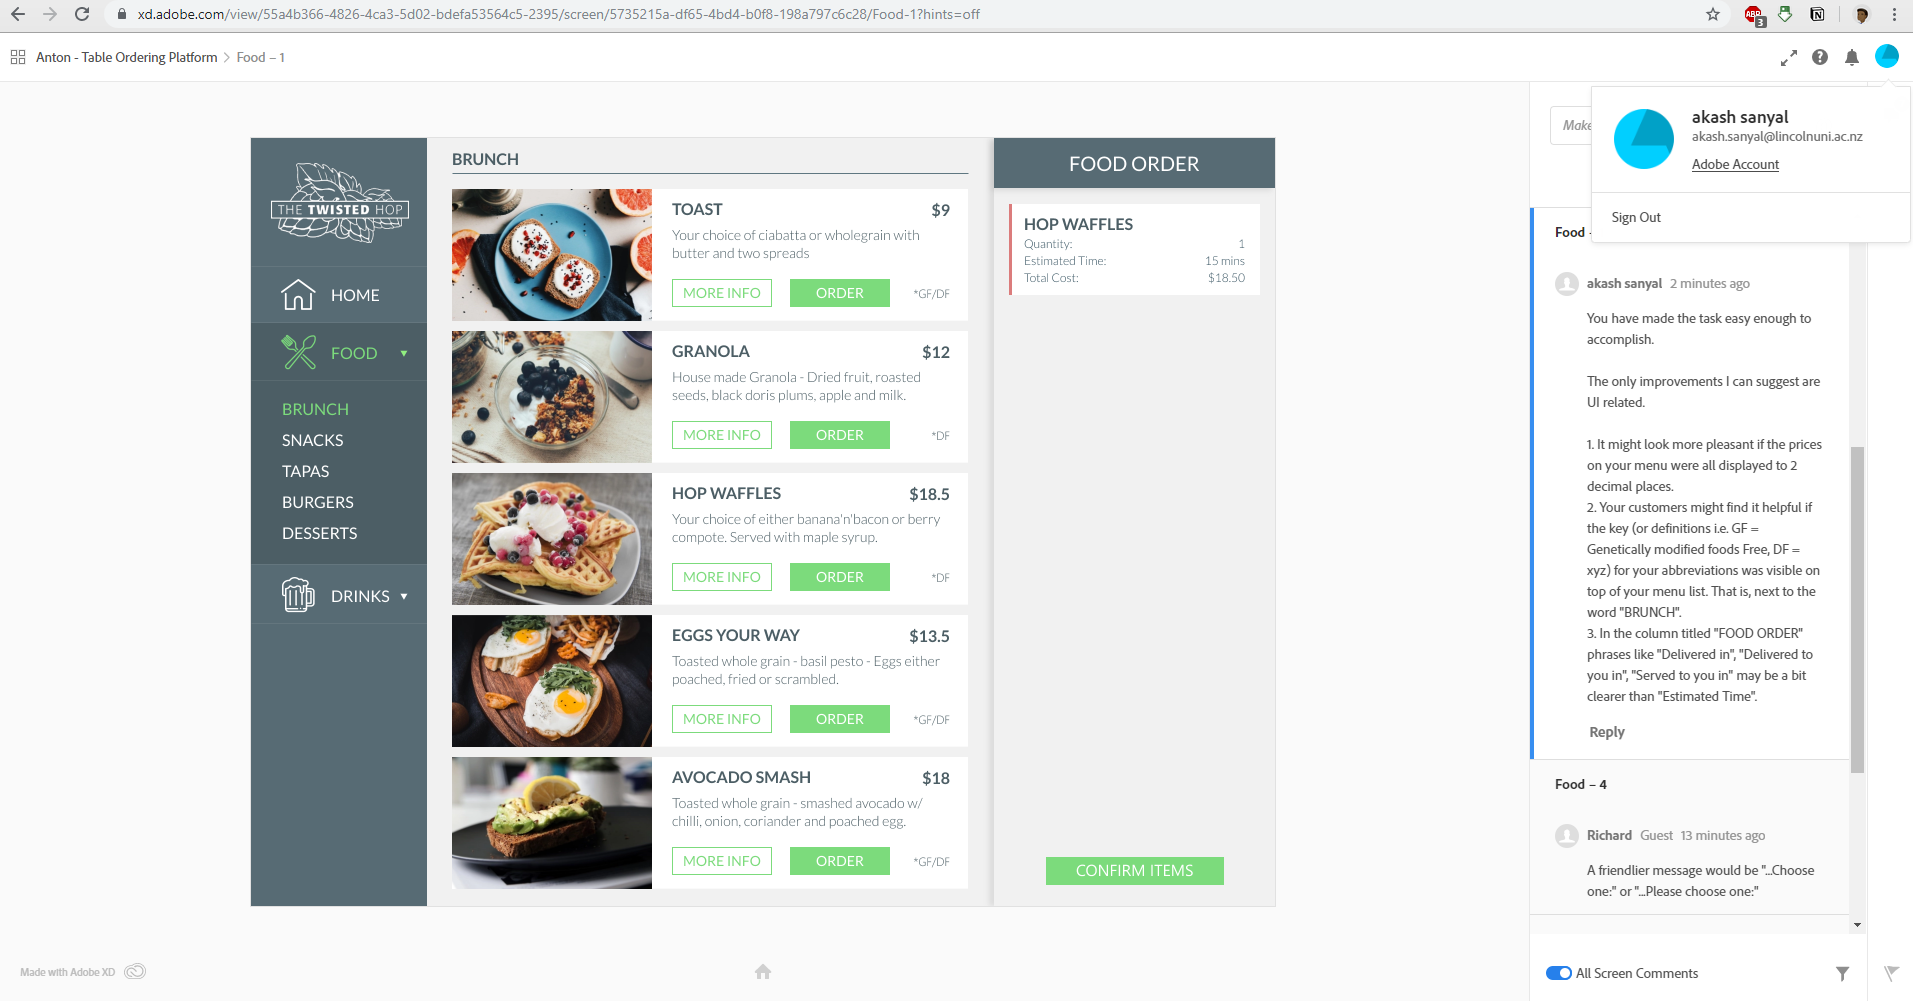 xd.adobe.com/view/55a4b366-4826-4ca3-5d02-bdefa53564c5-2395/screen/5735215a-df65-4bd4-b0f8-198a797c6c28/Food-1?hints=off
ABP
3
Anton - Table Ordering Platform > Food – 1
THE TWISTED HOP
HOME
FOOD
BRUNCH
SNACKS
TAPAS
BURGERS
DESSERTS
DRINKS
BRUNCH
TOAST $9
Your choice of ciabatta or wholegrain with
butter and two spreads
MORE INFO ORDER *GF/DF
GRANOLA $12
House made Granola - Dried fruit, roasted
seeds, black doris plums, apple and milk.
MORE INFO ORDER *DF
HOP WAFFLES $18.5
Your choice of either banana'n'bacon or berry
compote. Served with maple syrup.
MORE INFO ORDER *DF
EGGS YOUR WAY $13.5
Toasted whole grain - basil pesto - Eggs either
poached, fried or scrambled.
MORE INFO ORDER *GF/DF
AVOCADO SMASH $18
Toasted whole grain - smashed avocado w/
chilli, onion, coriander and poached egg.
MORE INFO ORDER *GF/DF
FOOD ORDER
HOP WAFFLES
Quantity: 1
Estimated Time: 15 mins
Total Cost: $18.50
CONFIRM ITEMS
Make
akash sanyal
akash.sanyal@lincolnuni.ac.nz
Adobe Account
Sign Out
Food -
akash sanyal 2 minutes ago
You have made the task easy enough to
accomplish.
The only improvements I can suggest are
UI related.
1. It might look more pleasant if the prices
on your menu were all displayed to 2
decimal places.
2. Your customers might find it helpful if
the key (or definitions i.e. GF =
Genetically modified foods Free, DF =
xyz) for your abbreviations was visible on
top of your menu list. That is, next to the
word "BRUNCH".
3. In the column titled "FOOD ORDER"
phrases like "Delivered in", "Delivered to
you in", "Served to you in" may be a bit
clearer than "Estimated Time".
Reply
Food – 4
Richard Guest 13 minutes ago
A friendlier message would be "...Choose
one:" or "...Please choose one:"
All Screen Comments
Made with Adobe XD